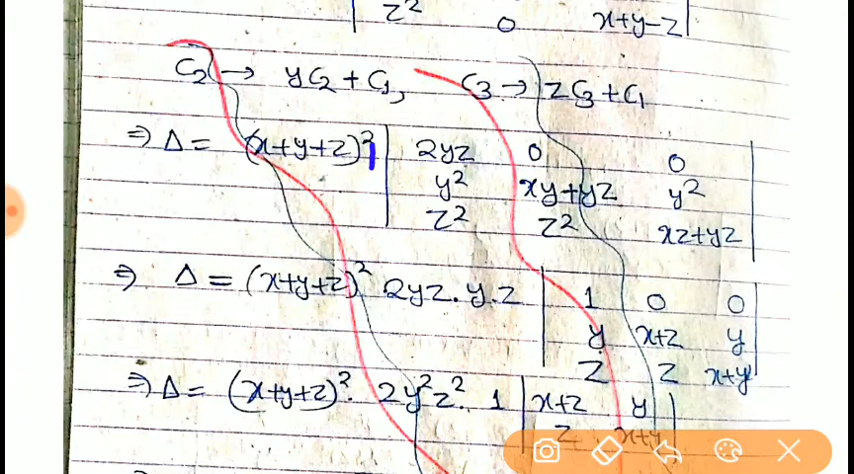 z² 0 x+y-z
C₂ → yC₂ + C₁, C₃ → zC₃ + C₁
⇒ Δ = (x+y+z)² | 2yz 0 0
y² xy+yz y²
z² z² xz+yz |
⇒ Δ = (x+y+z)² 2yz.y.z | 1 0 0
y x+z y
z z x+y |
⇒ Δ = (x+y+z)². 2y²z². 1 | x+z y
z x+y |